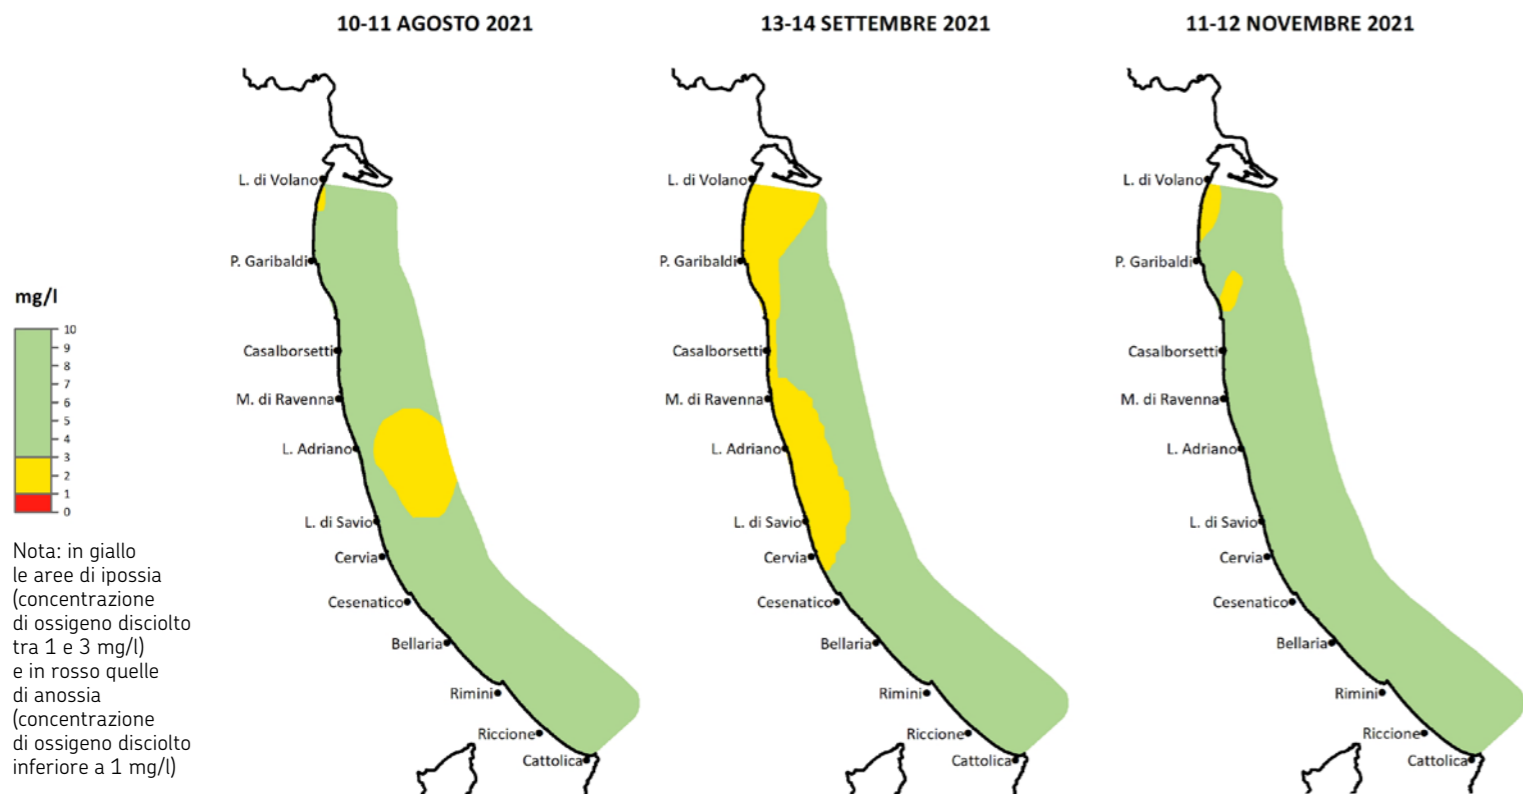 10-11 AGOSTO 2021
13-14 SETTEMBRE 2021
11-12 NOVEMBRE 2021
mg/l
10
9
8
7
6
5
4
3
2
1
0
Nota: in giallo
le aree di ipossia
(concentrazione
di ossigeno disciolto
tra 1 e 3 mg/l)
e in rosso quelle
di anossia
(concentrazione
di ossigeno disciolto
inferiore a 1 mg/l)
L. di Volano
P. Garibaldi
Casalborsetti
M. di Ravenna
L. Adriano
L. di Savio
Cervia
Cesenatico
Bellaria
Rimini
Riccione
Cattolica
L. di Volano
P. Garibaldi
Casalborsetti
M. di Ravenna
L. Adriano
L. di Savio
Cervia
Cesenatico
Bellaria
Rimini
Riccione
Cattolica
L. di Volano
P. Garibaldi
Casalborsetti
M. di Ravenna
L. Adriano
L. di Savio
Cervia
Cesenatico
Bellaria
Rimini
Riccione
Cattolica